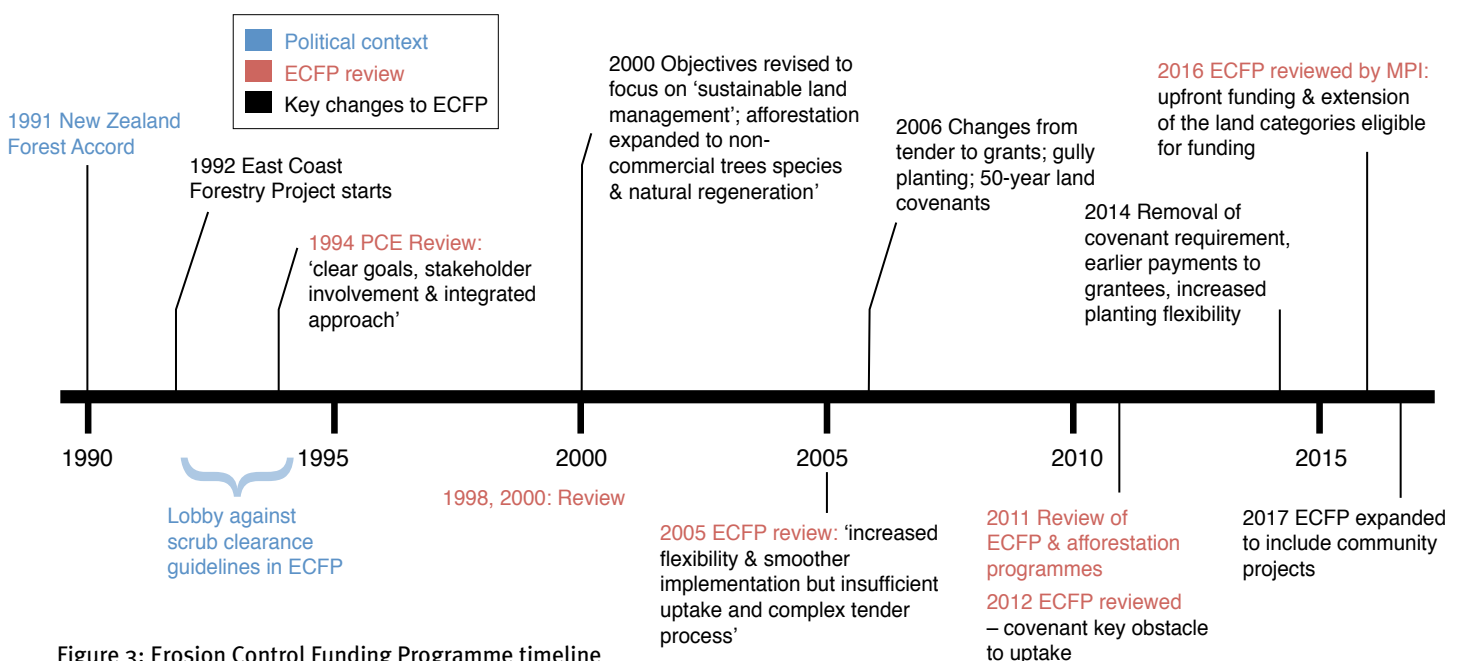 Political context
ECFP review
Key changes to ECFP
1991 New Zealand
Forest Accord
1992 East Coast
Forestry Project starts
1994 PCE Review:
‘clear goals, stakeholder
involvement & integrated
approach’
2000 Objectives revised to
focus on ‘sustainable land
management’; afforestation
expanded to non-
commercial trees species
& natural regeneration’
2006 Changes from
tender to grants; gully
planting; 50-year land
covenants
2014 Removal of
covenant requirement,
earlier payments to
grantees, increased
planting flexibility
2016 ECFP reviewed by MPI:
upfront funding & extension
of the land categories eligible
for funding
1990
1995
2000
2005
2010
2015
Lobby against
scrub clearance
guidelines in ECFP
1998, 2000: Review
2005 ECFP review: ‘increased
flexibility & smoother
implementation but insufficient
uptake and complex tender
process’
2011 Review of
ECFP & afforestation
programmes
2012 ECFP reviewed
– covenant key obstacle
to uptake
2017 ECFP expanded
to include community
projects
Figure 3: Erosion Control Funding Programme timeline